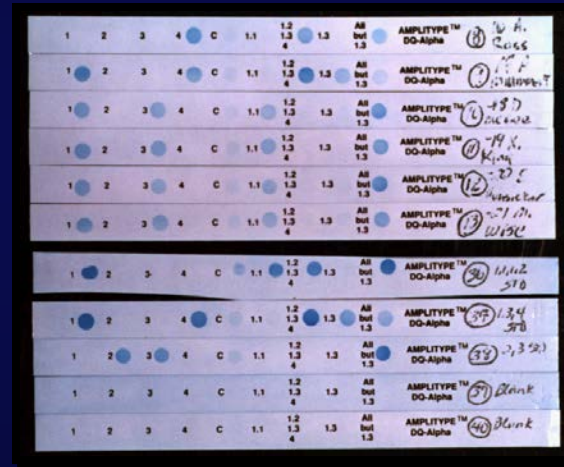 1 2 3 4 C 1.1 1.2 1.3 4 1.3 All but 1.3 AMPLITYPE™ DQ-Alpha 8 A. Ross
1 2 3 4 C 1.1 1.2 1.3 4 1.3 All but 1.3 AMPLITYPE™ DQ-Alpha
1 2 3 4 C 1.1 1.2 1.3 4 1.3 All but 1.3 AMPLITYPE™ DQ-Alpha
1 2 3 4 C 1.1 1.2 1.3 4 1.3 All but 1.3 AMPLITYPE™ DQ-Alpha 11 King
1 2 3 4 C 1.1 1.2 1.3 4 1.3 All but 1.3 AMPLITYPE™ DQ-Alpha 12
1 2 3 4 C 1.1 1.2 1.3 4 1.3 All but 1.3 AMPLITYPE™ DQ-Alpha 13 WISE
1 2 3 4 C 1.1 1.2 1.3 4 1.3 All but 1.3 AMPLITYPE™ DQ-Alpha 36 STD
1 2 3 4 C 1.1 1.2 1.3 4 1.3 All but 1.3 AMPLITYPE™ DQ-Alpha 37 1.3,4 STD
1 2 3 4 C 1.1 1.2 1.3 4 1.3 All but 1.3 AMPLITYPE™ DQ-Alpha 38
1 2 3 4 C 1.1 1.2 1.3 4 1.3 All but 1.3 AMPLITYPE™ DQ-Alpha 39 Blank
1 2 3 4 C 1.1 1.2 1.3 4 1.3 All but 1.3 AMPLITYPE™ DQ-Alpha 40 Blank